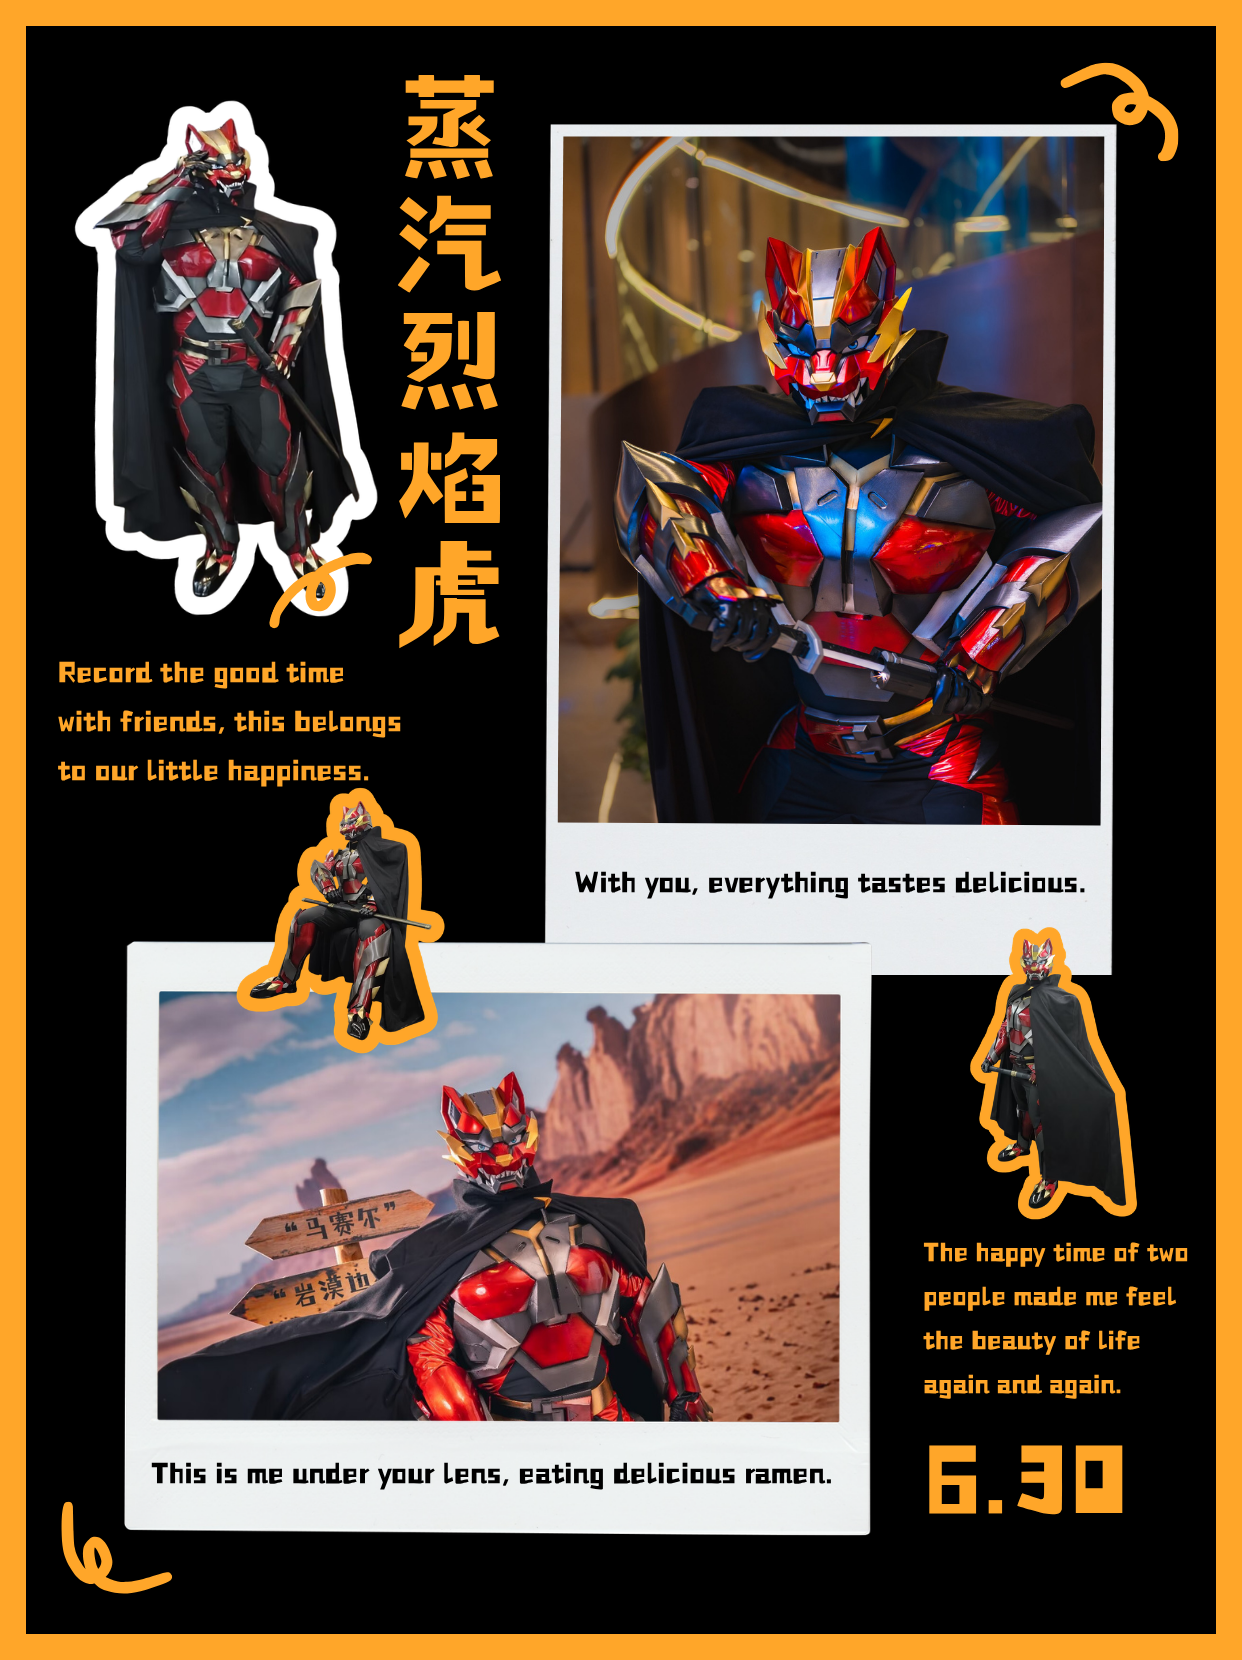 蒸汽烈焰虎
Record the good time
with friends, this belongs
to our little happiness.
With you, everything tastes delicious.
“马赛尔”
“岩漠边
This is me under your lens, eating delicious ramen.
The happy time of two
people made me feel
the beauty of life
again and again.
6.30